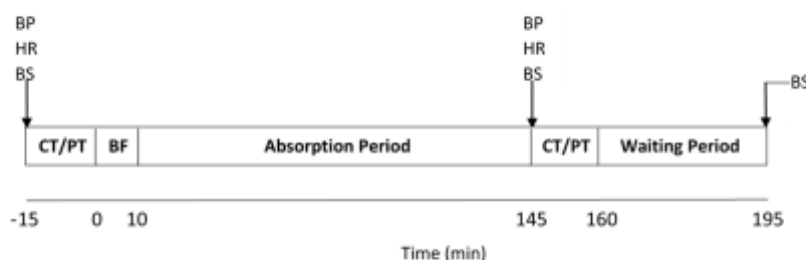 BP BP
HR HR
BS BS
BS
CT/PT BF Absorption Period CT/PT Waiting Period
-15 0 10 145 160 195
Time (min)